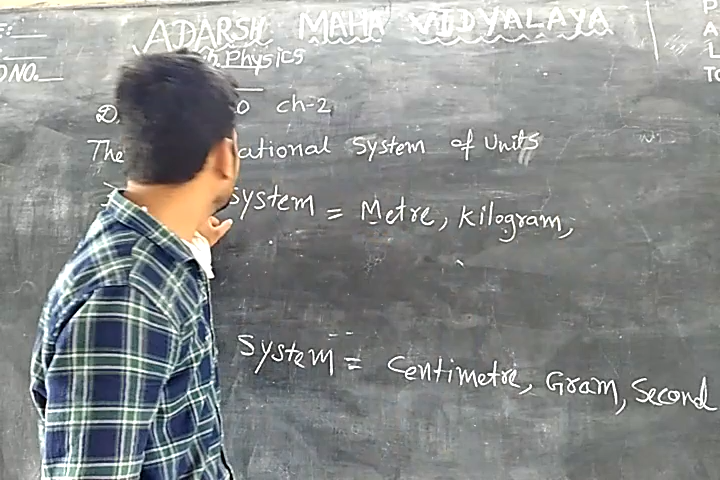 ADARSH MAHA VIDYALAYA
Physics
D. ch-2
The ational System of Units
System = Metre, Kilogram,
System = Centimetre, Gram, Second